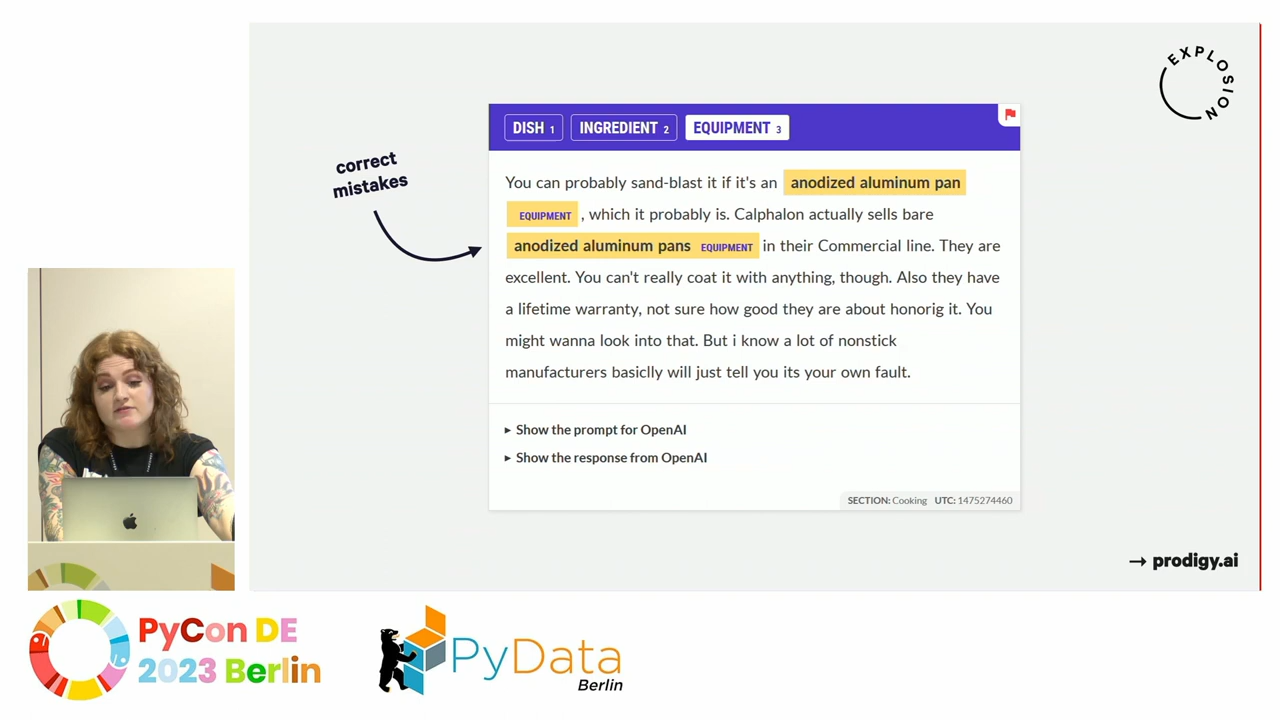 EXPLOSION
DISH 1 INGREDIENT 2 EQUIPMENT 3
correct
mistakes
You can probably sand-blast it if it's an anodized aluminum pan
EQUIPMENT , which it probably is. Calphalon actually sells bare
anodized aluminum pans EQUIPMENT in their Commercial line. They are
excellent. You can't really coat it with anything, though. Also they have
a lifetime warranty, not sure how good they are about honorig it. You
might wanna look into that. But i know a lot of nonstick
manufacturers basiclly will just tell you its your own fault.
▸ Show the prompt for OpenAI
▸ Show the response from OpenAI
SECTION: Cooking UTC: 1475274460
→ prodigy.ai
PyCon DE
2023 Berlin
PyData
Berlin